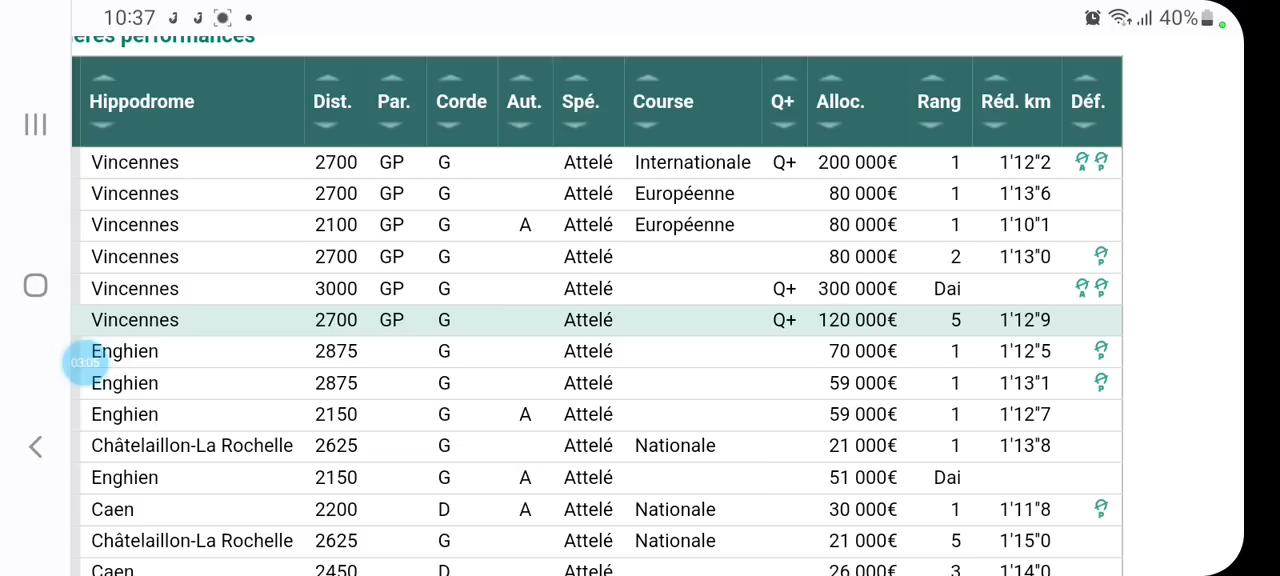 10:37 40%
ères performances
Hippodrome Dist. Par. Corde Aut. Spé. Course Q+ Alloc. Rang Réd. km Déf.
Vincennes 2700 GP G Attelé Internationale Q+ 200 000€ 1 1'12"2 A P
Vincennes 2700 GP G Attelé Européenne 80 000€ 1 1'13"6
Vincennes 2100 GP G A Attelé Européenne 80 000€ 1 1'10"1
Vincennes 2700 GP G Attelé 80 000€ 2 1'13"0 P
Vincennes 3000 GP G Attelé Q+ 300 000€ Dai A P
Vincennes 2700 GP G Attelé Q+ 120 000€ 5 1'12"9
03:05
Enghien 2875 G Attelé 70 000€ 1 1'12"5 P
Enghien 2875 G Attelé 59 000€ 1 1'13"1 P
Enghien 2150 G A Attelé 59 000€ 1 1'12"7
Châtelaillon-La Rochelle 2625 G Attelé Nationale 21 000€ 1 1'13"8
Enghien 2150 G A Attelé 51 000€ Dai
Caen 2200 D A Attelé Nationale 30 000€ 1 1'11"8 P
Châtelaillon-La Rochelle 2625 G Attelé Nationale 21 000€ 5 1'15"0
Caen 2450 D Attelé 26 000€ 3 1'14"0